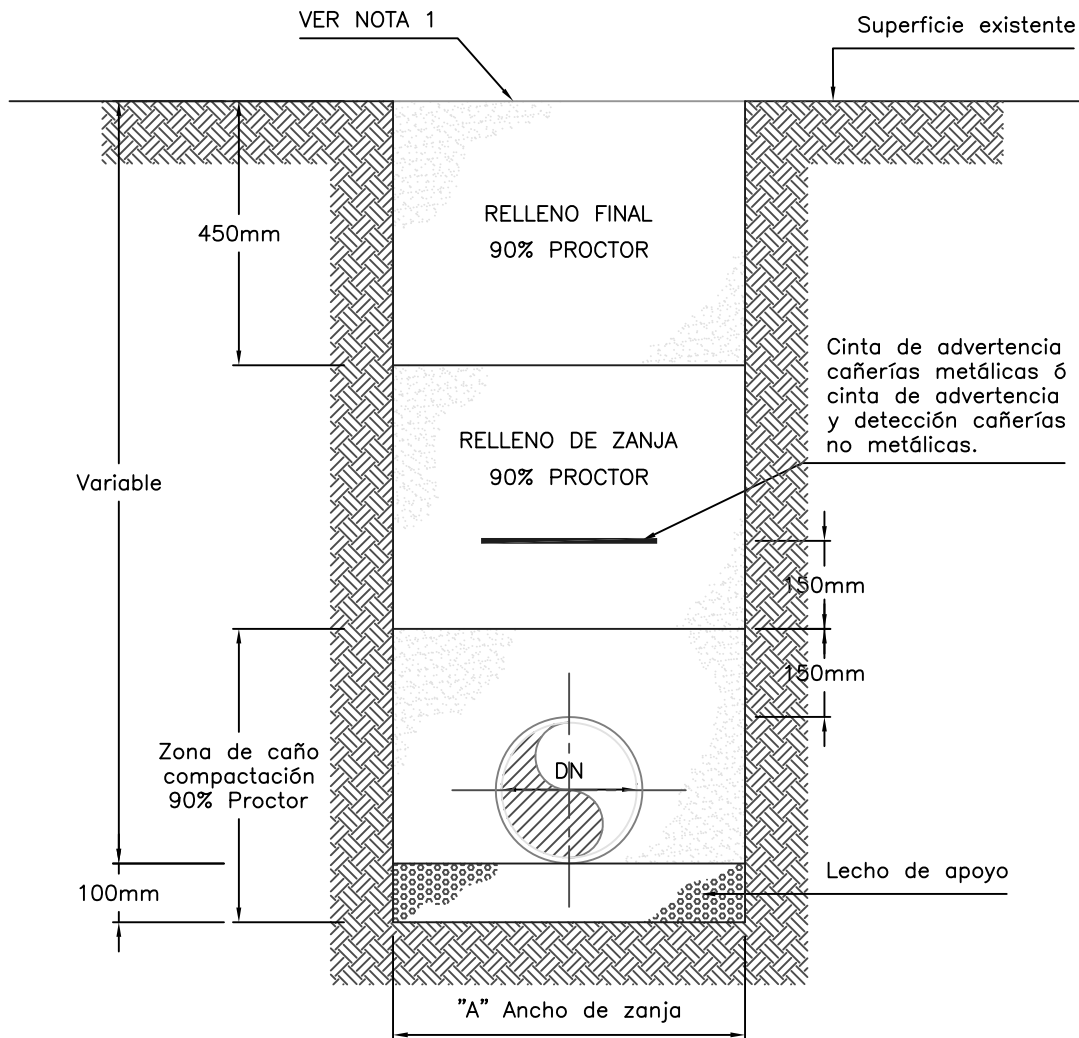 VER NOTA 1
Superficie existente
RELLENO FINAL
90% PROCTOR
450mm
Cinta de advertencia
cañerías metálicas ó
cinta de advertencia
y detección cañerías
no metálicas.
RELLENO DE ZANJA
90% PROCTOR
Variable
150mm
150mm
Zona de caño
compactación
90% Proctor
DN
100mm
Lecho de apoyo
"A" Ancho de zanja